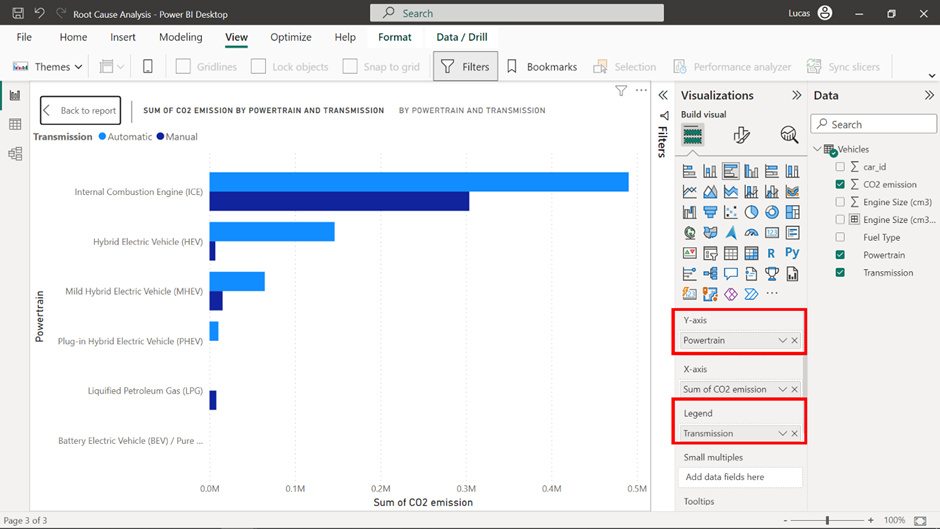 Root Cause Analysis - Power BI Desktop
Search
Lucas
File Home Insert Modeling View Optimize Help Format Data / Drill
Themes Gridlines Lock objects Snap to grid Filters Bookmarks Selection Performance analyzer Sync slicers
Back to report
SUM OF CO2 EMISSION BY POWERTRAIN AND TRANSMISSION
BY POWERTRAIN AND TRANSMISSION
Transmission Automatic Manual
Powertrain
Internal Combustion Engine (ICE)
Hybrid Electric Vehicle (HEV)
Mild Hybrid Electric Vehicle (MHEV)
Plug-in Hybrid Electric Vehicle (PHEV)
Liquified Petroleum Gas (LPG)
Battery Electric Vehicle (BEV) / Pure ...
0.0M 0.1M 0.2M 0.3M 0.4M 0.5M
Sum of CO2 emission
Filters
Visualizations
Build visual
R
Py
Y-axis
Powertrain
X-axis
Sum of CO2 emission
Legend
Transmission
Small multiples
Add data fields here
Tooltips
Data
Search
Vehicles
car_id
CO2 emission
Engine Size (cm3)
Engine Size (cm3...
Fuel Type
Powertrain
Transmission
Page 3 of 3
100%